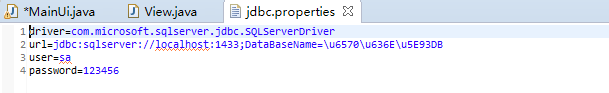 *MainUi.java View.java jdbc.properties
1 driver=com.microsoft.sqlserver.jdbc.SQLServerDriver
2 url=jdbc:sqlserver://localhost:1433;DataBaseName=\u6570\u636E\u5E93DB
3 user=sa
4 password=123456